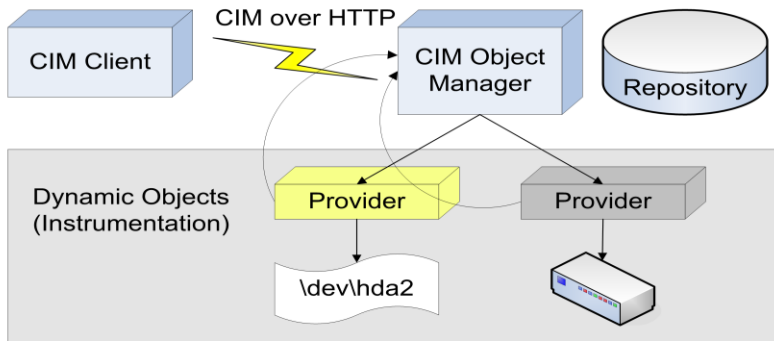 CIM over HTTP
CIM Client
CIM Object
Manager
Repository
Dynamic Objects
(Instrumentation)
Provider
Provider
\dev\hda2